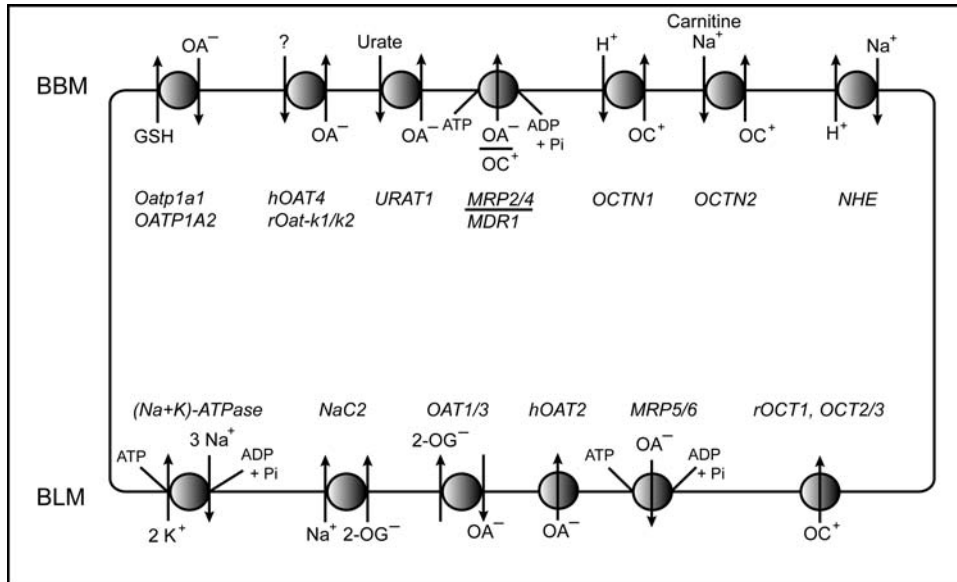 Carnitine
OA⁻ ? Urate H⁺ Na⁺ Na⁺
BBM
GSH OA⁻ OA⁻ ATP OA⁻ ADP OC⁺ OC⁺ H⁺
OC⁺ + Pi
Oatp1a1 hOAT4 URAT1 MRP2/4 OCTN1 OCTN2 NHE
OATP1A2 rOat-k1/k2 MDR1
(Na+K)-ATPase NaC2 OAT1/3 hOAT2 MRP5/6 rOCT1, OCT2/3
3 Na⁺ 2-OG⁻ OA⁻
ATP ADP ATP ADP
+ Pi + Pi
BLM
2 K⁺ Na⁺ 2-OG⁻ OA⁻ OA⁻ OC⁺